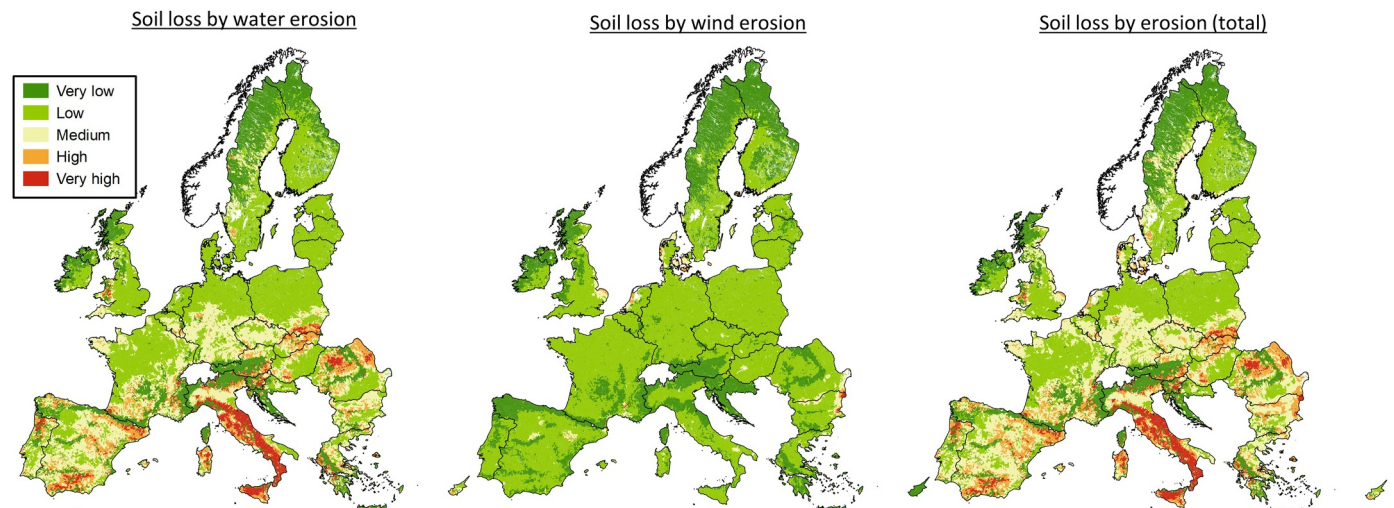 Soil loss by water erosion
Soil loss by wind erosion
Soil loss by erosion (total)
Very low
Low
Medium
High
Very high